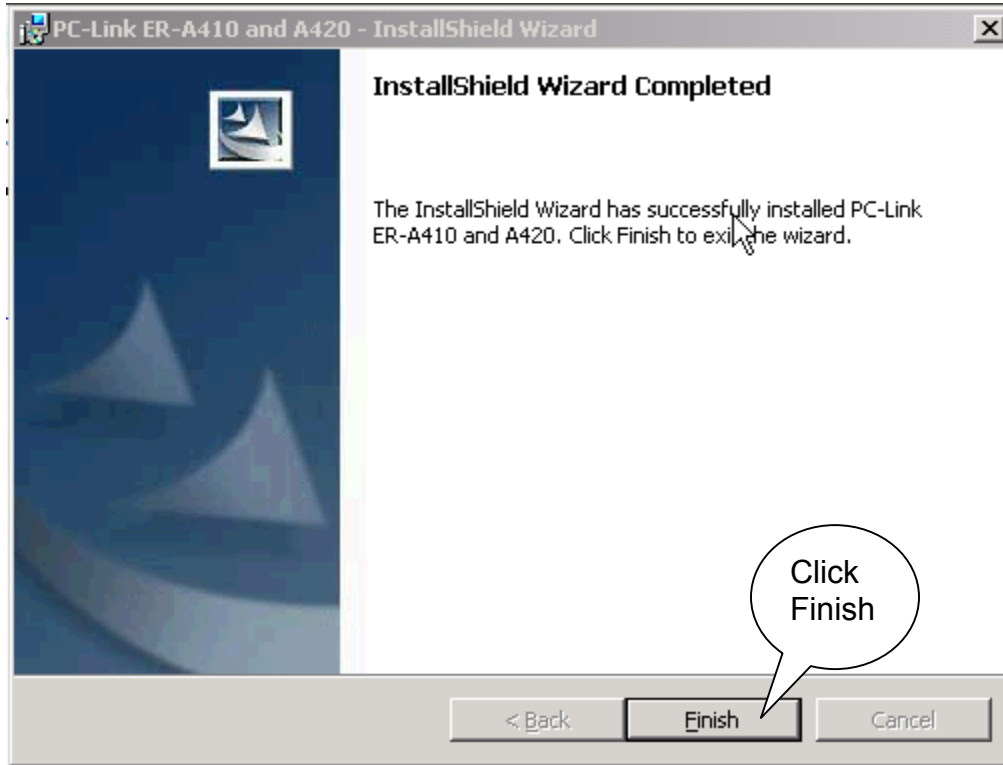 PC-Link ER-A410 and A420 - InstallShield Wizard
InstallShield Wizard Completed
The InstallShield Wizard has successfully installed PC-Link
ER-A410 and A420. Click Finish to exit the wizard.
Click
Finish
< Back
Finish
Cancel